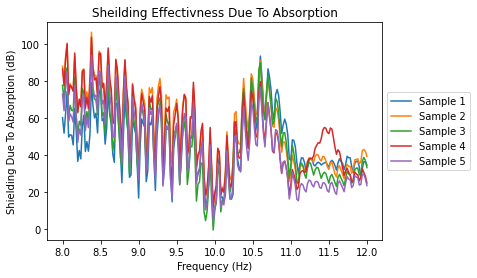 Sheilding Effectivness Due To Absorption
Shielding Due To Absorption (dB)
100
80
60
40
20
0
8.0 8.5 9.0 9.5 10.0 10.5 11.0 11.5 12.0
Frequency (Hz)
Sample 1
Sample 2
Sample 3
Sample 4
Sample 5